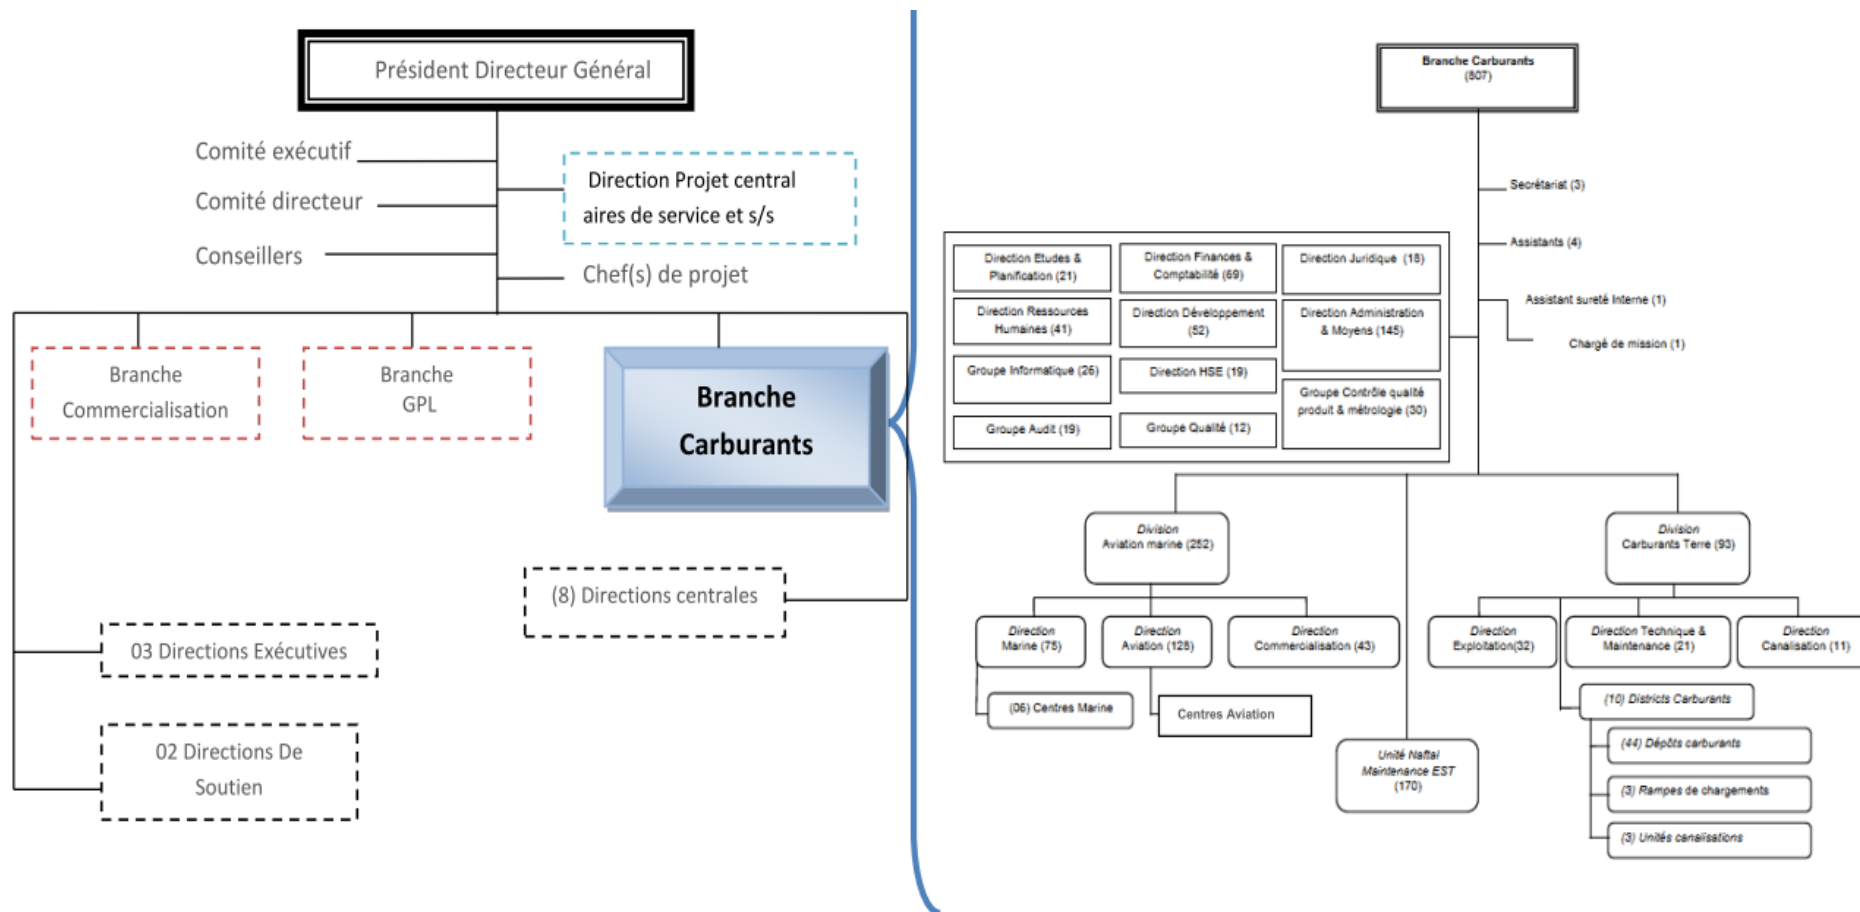 Président Directeur Général
Comité exécutif
Comité directeur
Conseillers
Direction Projet central
aires de service et s/s
Chef(s) de projet
Branche
Commercialisation
Branche
GPL
Branche
Carburants
(8) Directions centrales
03 Directions Exécutives
02 Directions De
Soutien
Branche Carburants
(807)
Secrétariat (3)
Assistants (4)
Assistant sureté Interne (1)
Chargé de mission (1)
Direction Etudes &
Planification (21)
Direction Finances &
Comptabilité (69)
Direction Juridique (18)
Direction Ressources
Humaines (41)
Direction Développement
(52)
Direction Administration
& Moyens (145)
Groupe Informatique (26)
Direction HSE (19)
Groupe Contrôle qualité
produit & métrologie (30)
Groupe Audit (19)
Groupe Qualité (12)
Division
Aviation marine (252)
Division
Carburants Terre (93)
Direction
Marine (75)
Direction
Aviation (128)
Direction
Commercialisation (43)
Direction
Exploitation(32)
Direction Technique &
Maintenance (21)
Direction
Canalisation (11)
(06) Centres Marine
Centres Aviation
Unité Naftal
Maintenance EST
(170)
(10) Districts Carburants
(44) Dépôts carburants
(3) Rampes de chargements
(3) Unités canalisations